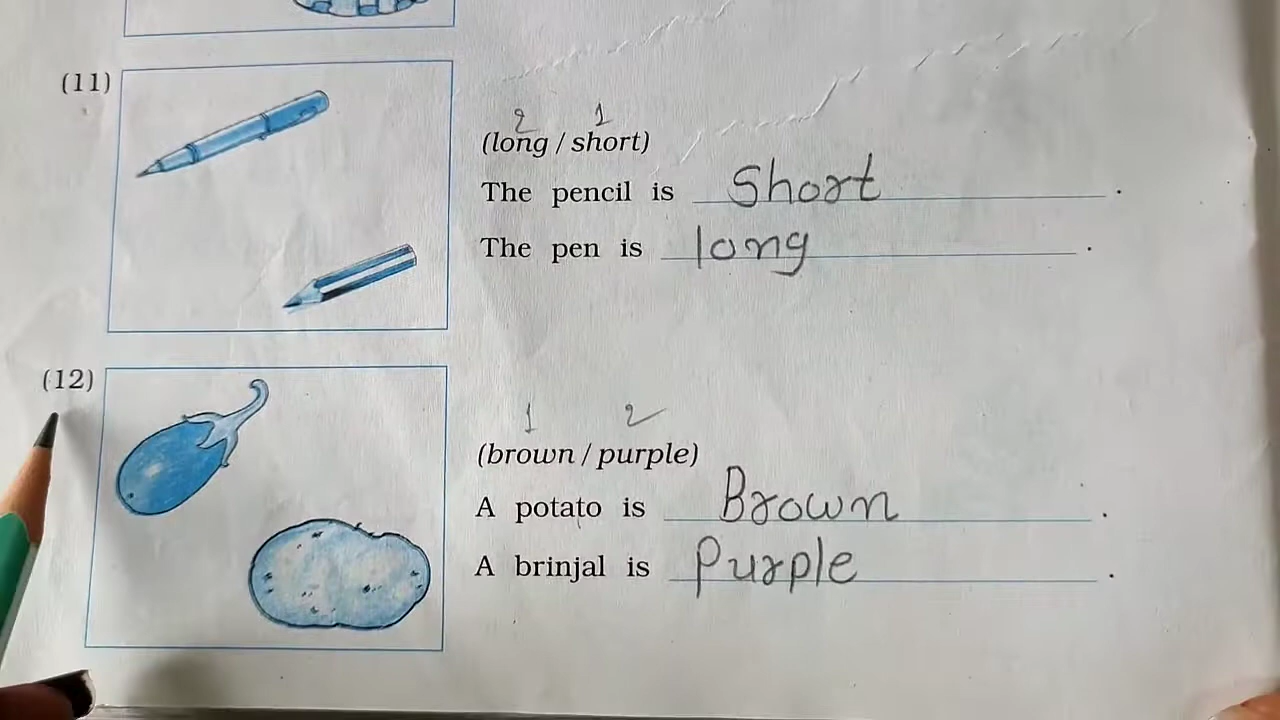 (11)
2 1
(long / short)
The pencil is Short .
The pen is long .
(12)
1 2
(brown / purple)
A potato is Brown .
A brinjal is Purple .